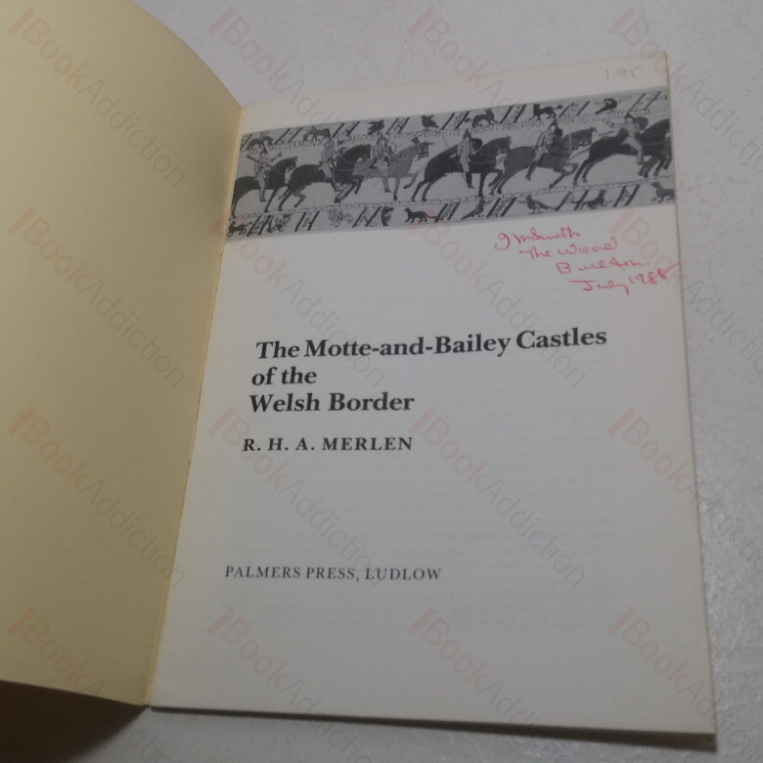 1-95
The Wood
July 1988
The Motte-and-Bailey Castles
of the
Welsh Border
R. H. A. MERLEN
PALMERS PRESS, LUDLOW
BookAddiction